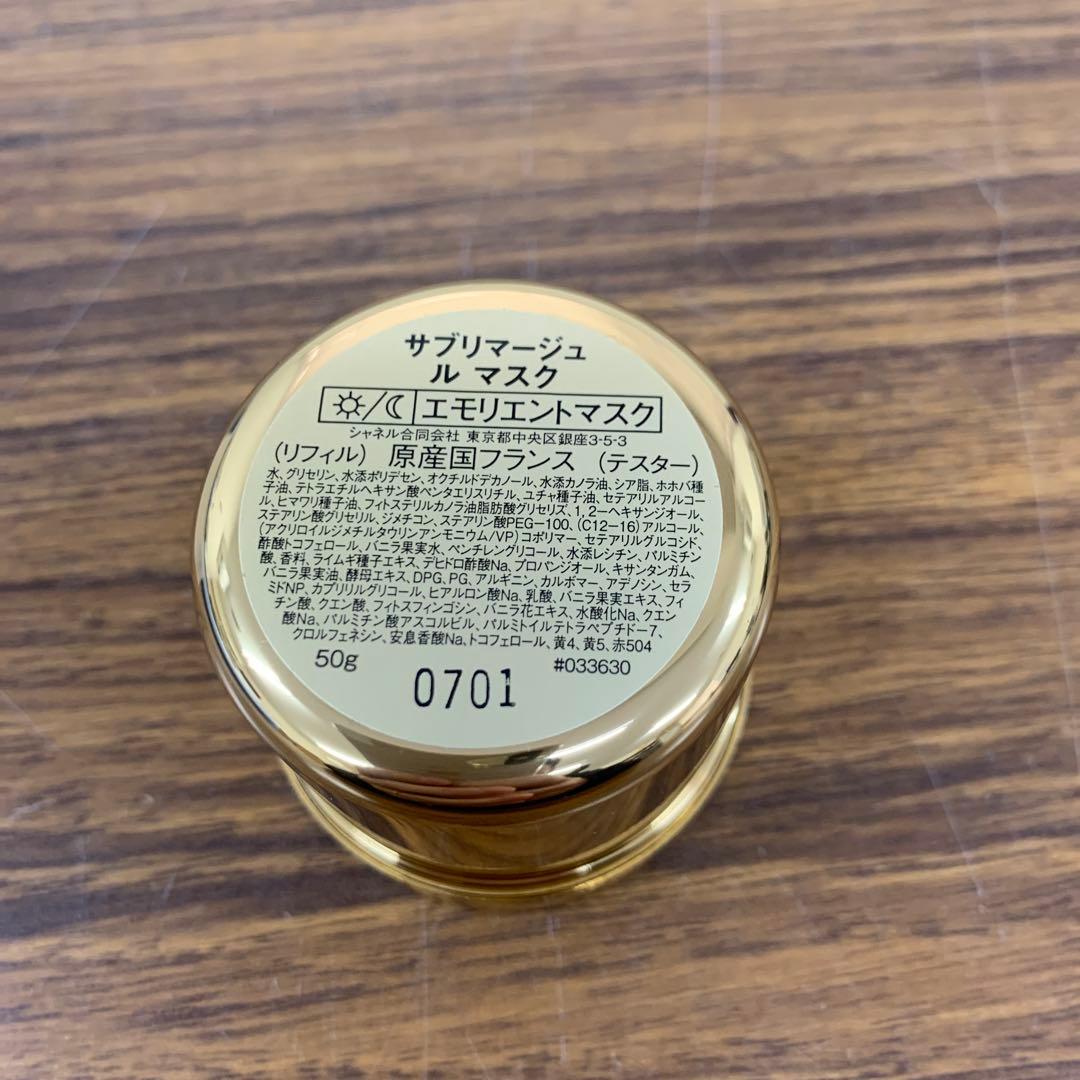 サブリマージュ
ル マスク
/ エモリエントマスク
シャネル合同会社 東京都中央区銀座3-5-3
(リフィル) 原産国フランス (テスター)
水、グリセリン、水添ポリデセン、オクチルドデカノール、水添カノラ油、シア脂、ホホバ種
子油、テトラエチルヘキサン酸ペンタエリスリチル、ユチャ種子油、セテアリルアルコー
ル、ヒマワリ種子油、フィトステリルカノラ油脂肪酸グリセリズ、1,2-ヘキサンジオール、
ステアリン酸グリセリル、ジメチコン、ステアリン酸PEG-100、(C12-16)アルコール、
(アクリロイルジメチルタウリンアンモニウム/VP)コポリマー、セテアリルグルコシド、
酢酸トコフェロール、バニラ果実水、ペンチレングリコール、水添レシチン、パルミチン
酸、香料、ライムギ種子エキス、デヒドロ酢酸Na、プロパンジオール、キサンタンガム、
バニラ果実油、酵母エキス、DPG、PG、アルギニン、カルボマー、アデノシン、セラ
ミドNP、カプリリルグリコール、ヒアルロン酸Na、乳酸、バニラ果実エキス、フィ
チン酸、クエン酸、フィトスフィンゴシン、バニラ花エキス、水酸化Na、クエン
酸Na、パルミチン酸アスコルビル、パルミトイルテトラペプチド-7、
クロルフェネシン、安息香酸Na、トコフェロール、黄4、黄5、赤504
50g #033630
0701